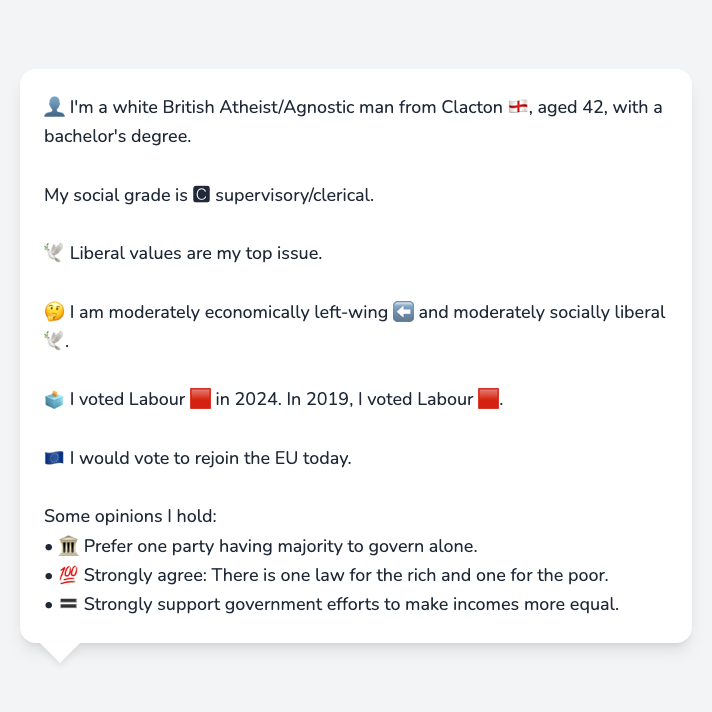 👤 I'm a white British Atheist/Agnostic man from Clacton 🏴󠁧󠁢󠁥󠁮󠁧󠁿, aged 42, with a
bachelor's degree.
My social grade is 🅲 supervisory/clerical.
🕊️ Liberal values are my top issue.
🤔 I am moderately economically left-wing ⬅️ and moderately socially liberal
🕊️.
🗳️ I voted Labour 🟥 in 2024. In 2019, I voted Labour 🟥.
🇪🇺 I would vote to rejoin the EU today.
Some opinions I hold:
• 🏛️ Prefer one party having majority to govern alone.
• 💯 Strongly agree: There is one law for the rich and one for the poor.
• 🟰 Strongly support government efforts to make incomes more equal.